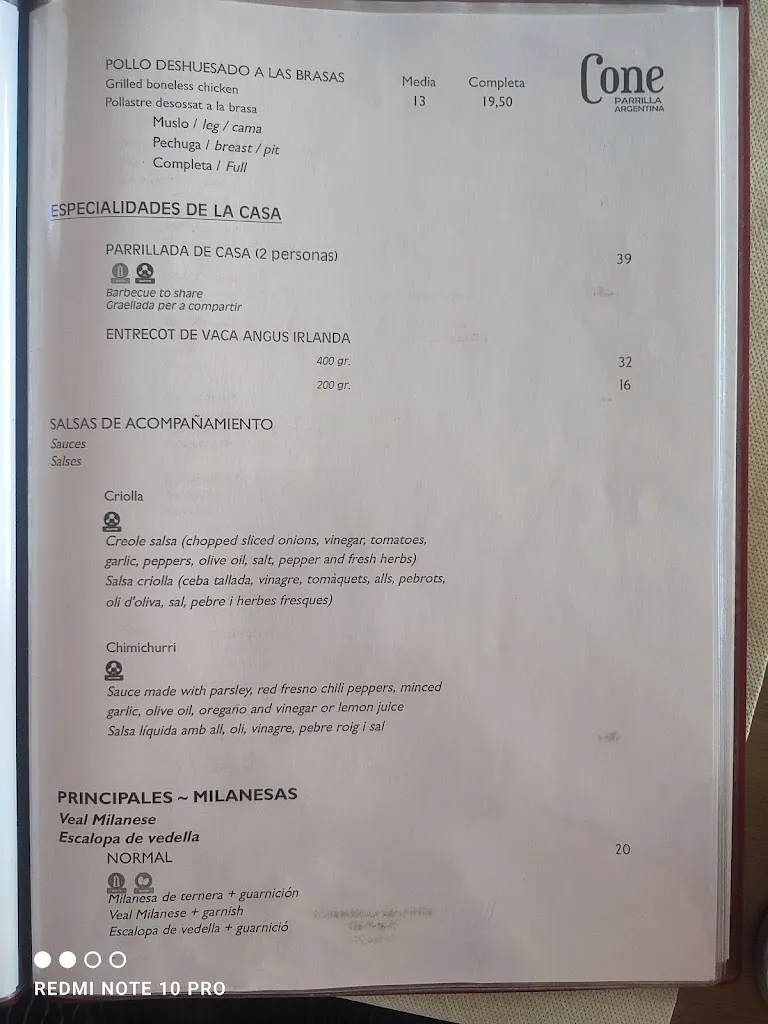 Cone
PARRILLA
ARGENTINA
POLLO DESHUESADO A LAS BRASAS
Grilled boneless chicken
Pollastre desossat a la brasa
Media Completa
13 19,50
Muslo / leg / cama
Pechuga / breast / pit
Completa / Full
ESPECIALIDADES DE LA CASA
PARRILLADA DE CASA (2 personas) 39
Barbecue to share
Graellada per a compartir
ENTRECOT DE VACA ANGUS IRLANDA
400 gr. 32
200 gr. 16
SALSAS DE ACOMPAÑAMIENTO
Sauces
Salses
Criolla
Creole salsa (chopped sliced onions, vinegar, tomatoes,
garlic, peppers, olive oil, salt, pepper and fresh herbs)
Salsa criolla (ceba tallada, vinagre, tomàquets, alls, pebrots,
oli d'oliva, sal, pebre i herbes fresques)
Chimichurri
Sauce made with parsley, red fresno chili peppers, minced
garlic, olive oil, oregano and vinegar or lemon juice
Salsa líquida amb all, oli, vinagre, pebre roig i sal
PRINCIPALES ~ MILANESAS
Veal Milanese
Escalopa de vedella
NORMAL 20
Milanesa de ternera + guarnición
Veal Milanese + garnish
Escalopa de vedella + guarnició
REDMI NOTE 10 PRO